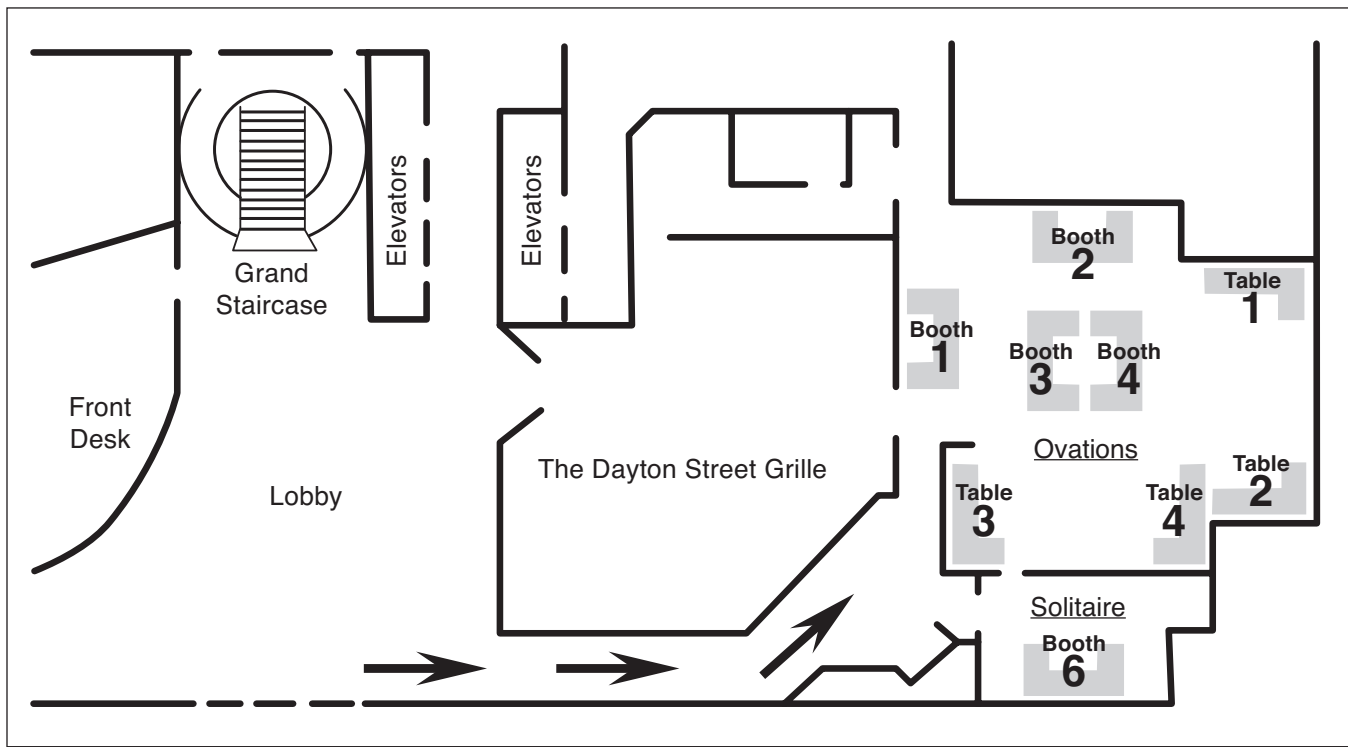 Elevators
Elevators
Grand
Staircase
Front
Desk
Lobby
The Dayton Street Grille
Booth
1
Booth
2
Booth
3
Booth
4
Table
1
Ovations
Table
2
Table
3
Table
4
Solitaire
Booth
6